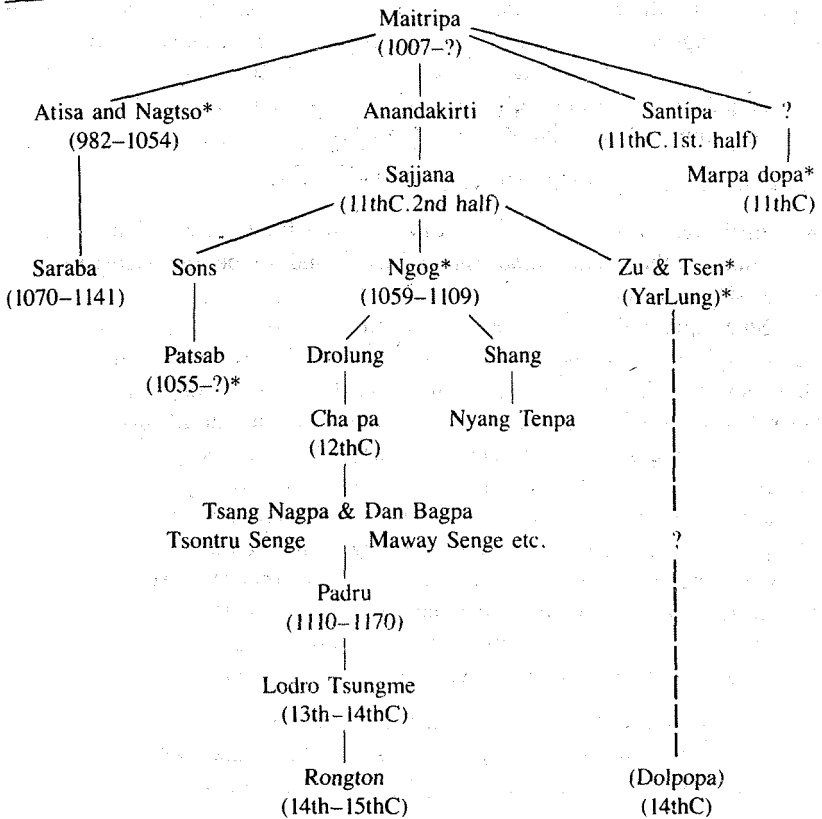 Maitripa
(1007–?)
Atisa and Nagtso* Anandakirti Santipa ?
(982–1054) (11thC.1st. half)
Sajjana Marpa dopa*
(11thC.2nd half) (11thC)
Saraba Sons Ngog* Zu & Tsen*
(1070–1141) (1059–1109) (YarLung)*
Patsab Drolung Shang
(1055–?)*
Cha pa Nyang Tenpa
(12thC)
Tsang Nagpa & Dan Bagpa
Tsontru Senge Maway Senge etc. ?
Padru
(1110–1170)
Lodro Tsungme
(13th–14thC)
Rongton (Dolpopa)
(14th–15thC) (14thC)